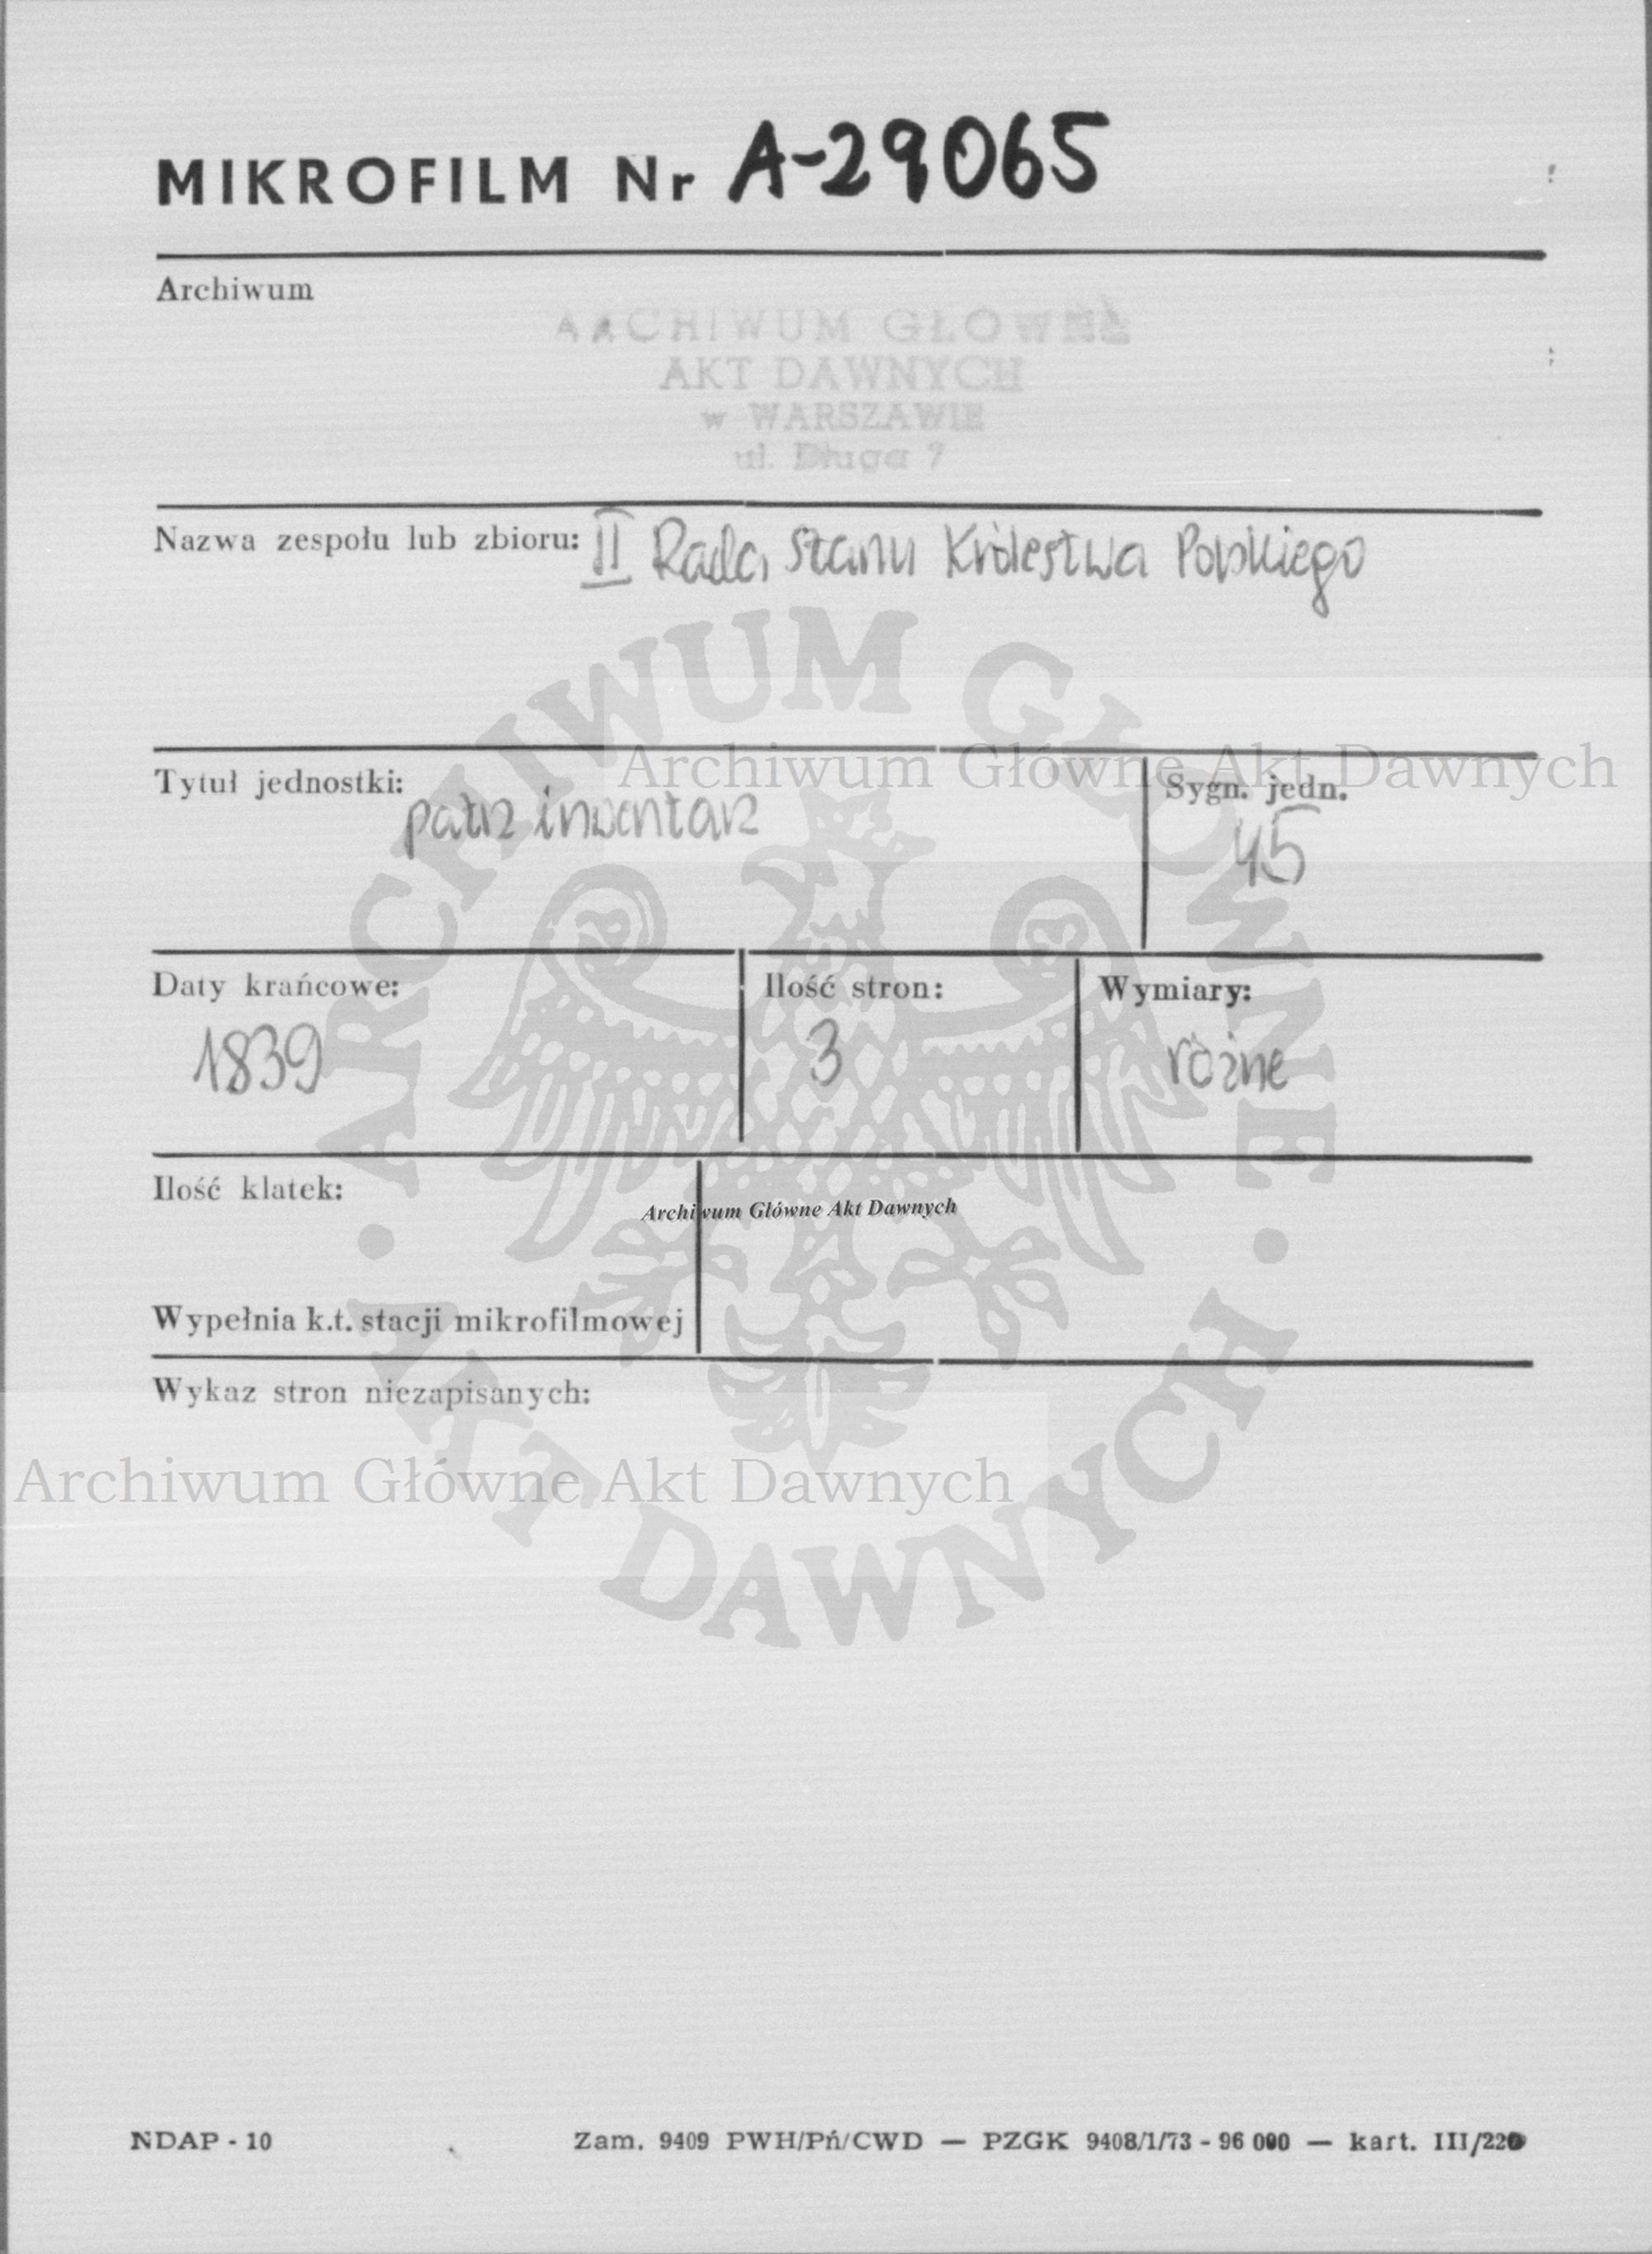 MIKROFILM Nr A-29065
Archiwum
ARCHIWUM GŁÓWNE
AKT DAWNYCH
w WARSZAWIE
ul. Długa 7
Nazwa zespołu lub zbioru: II Rada Stanu Królestwa Polskiego
ARCHIWUM GŁÓWNE
Archiwum Główne Akt Dawnych
Tytuł jednostki: patrz inwentarz
Sygn. jedn.
45
Daty krańcowe:
1839
Ilość stron:
3
Wymiary:
różne
Ilość klatek:
Archiwum Główne Akt Dawnych
Wypełnia k.t. stacji mikrofilmowej
Wykaz stron niezapisanych:
Archiwum Główne Akt Dawnych
AKT DAWNYCH
NDAP - 10
Zam. 9409 PWH/Pń/CWD — PZGK 9408/1/73 - 96 000 — kart. III/220